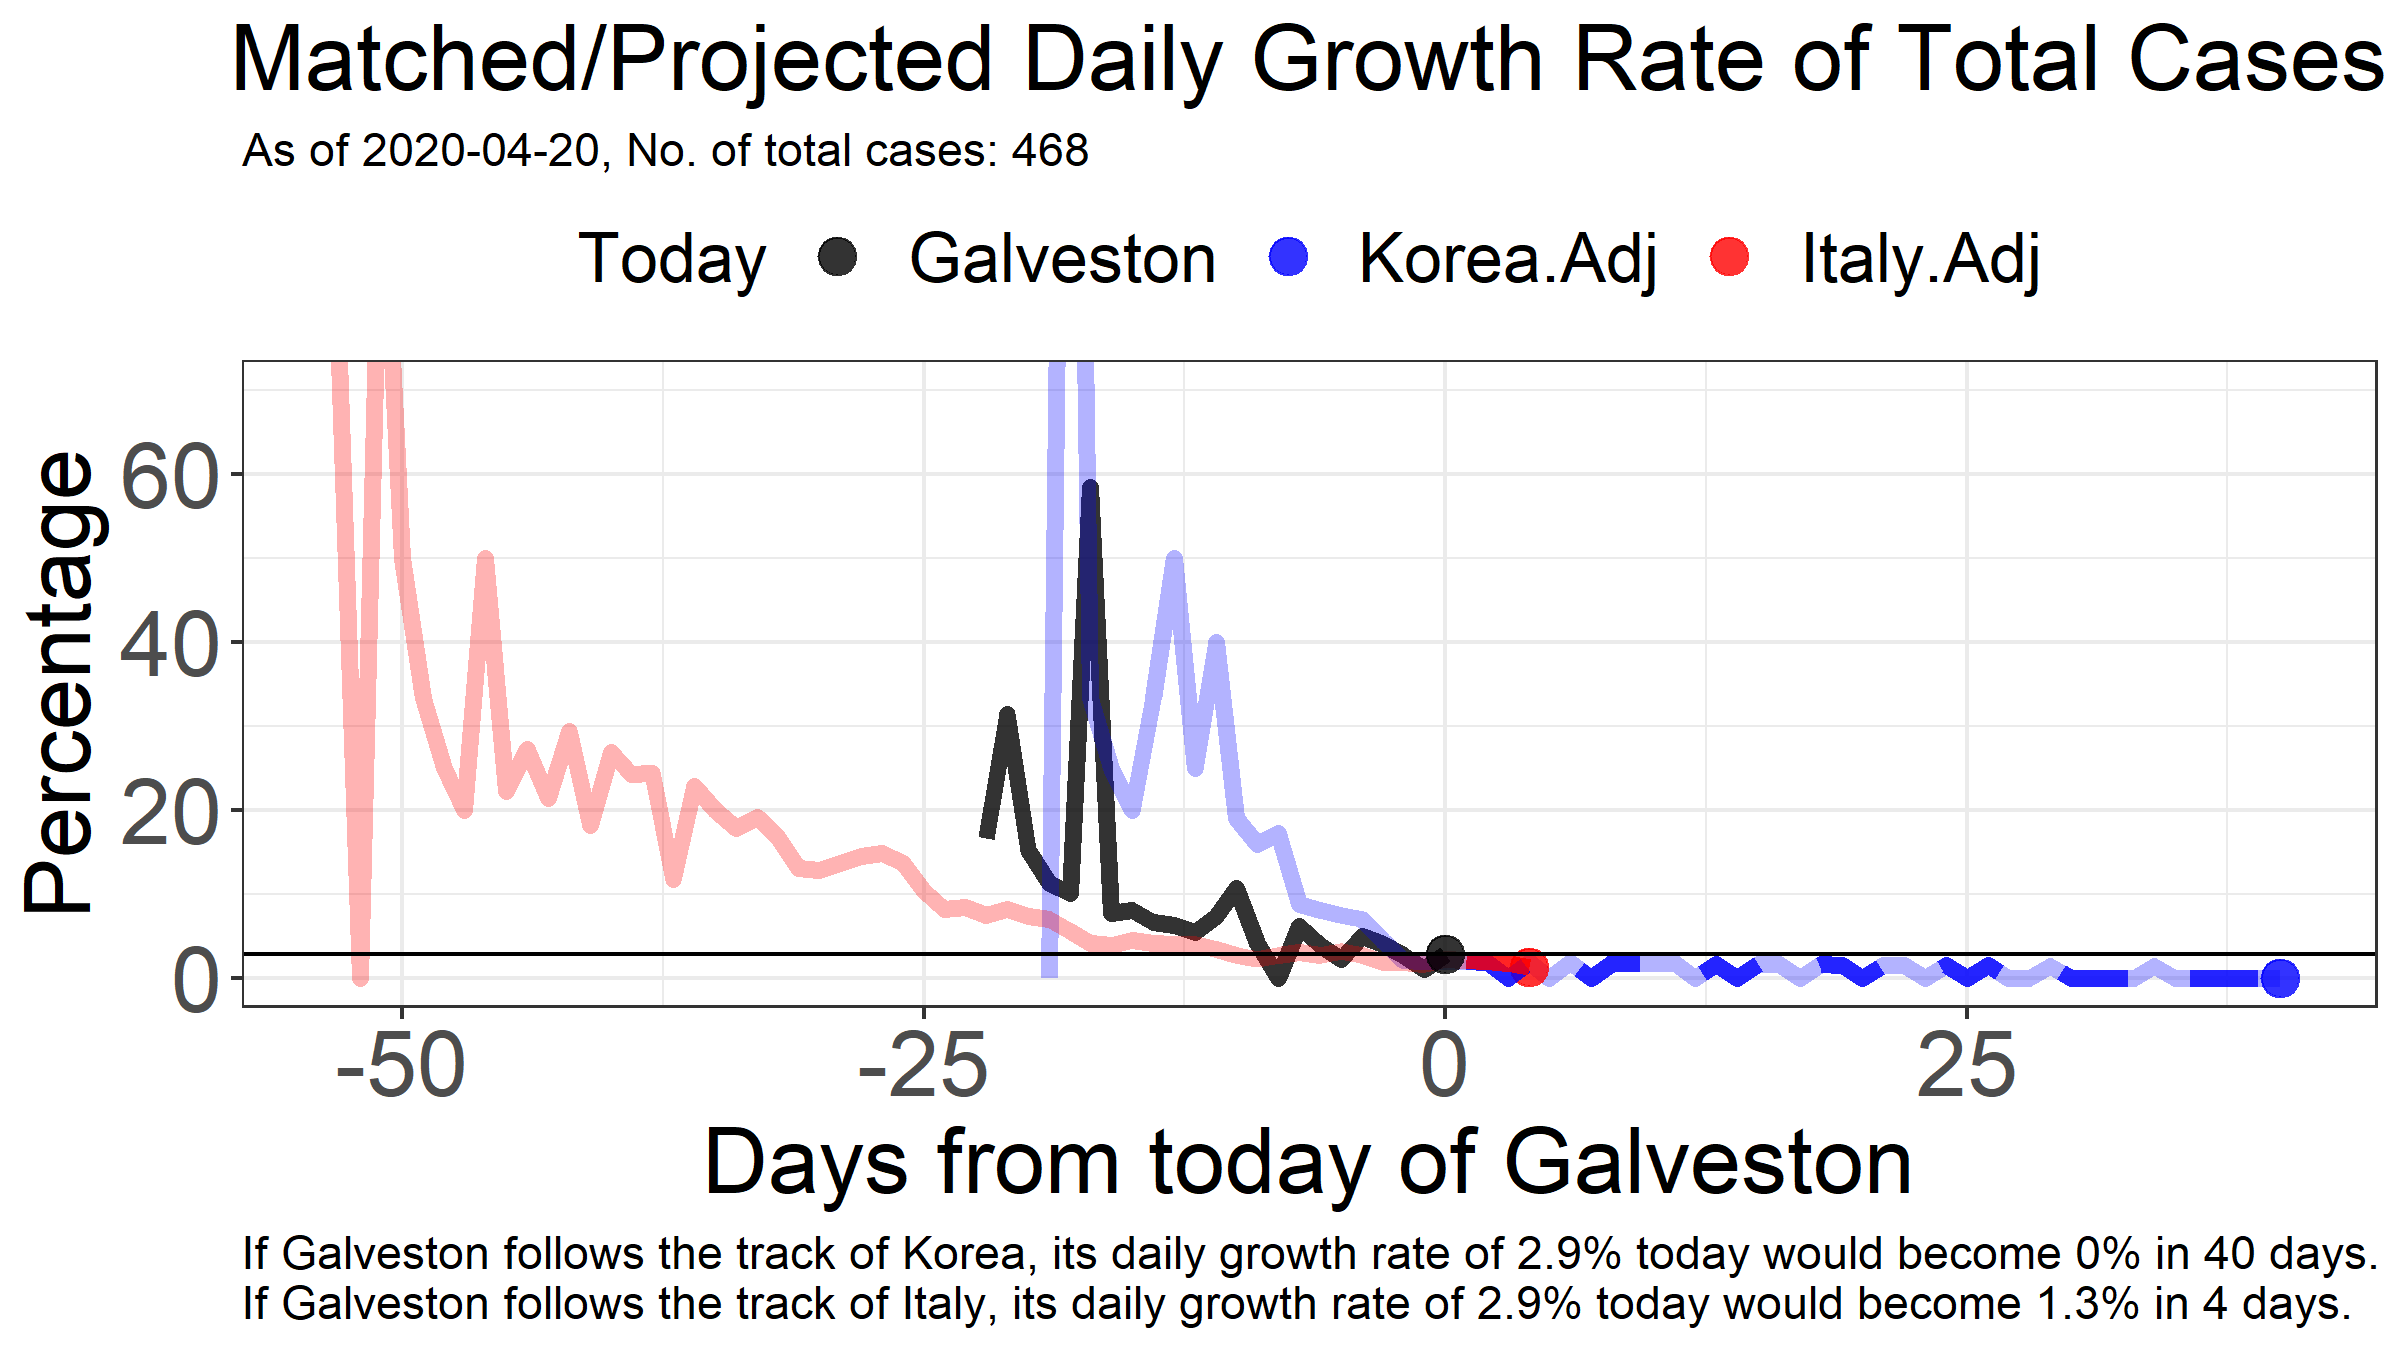 Matched/Projected Daily Growth Rate of Total Cases
As of 2020-04-20, No. of total cases: 468
Today Galveston Korea.Adj Italy.Adj
Percentage
60
40
20
0
-50 -25 0 25
Days from today of Galveston
If Galveston follows the track of Korea, its daily growth rate of 2.9% today would become 0% in 40 days.
If Galveston follows the track of Italy, its daily growth rate of 2.9% today would become 1.3% in 4 days.